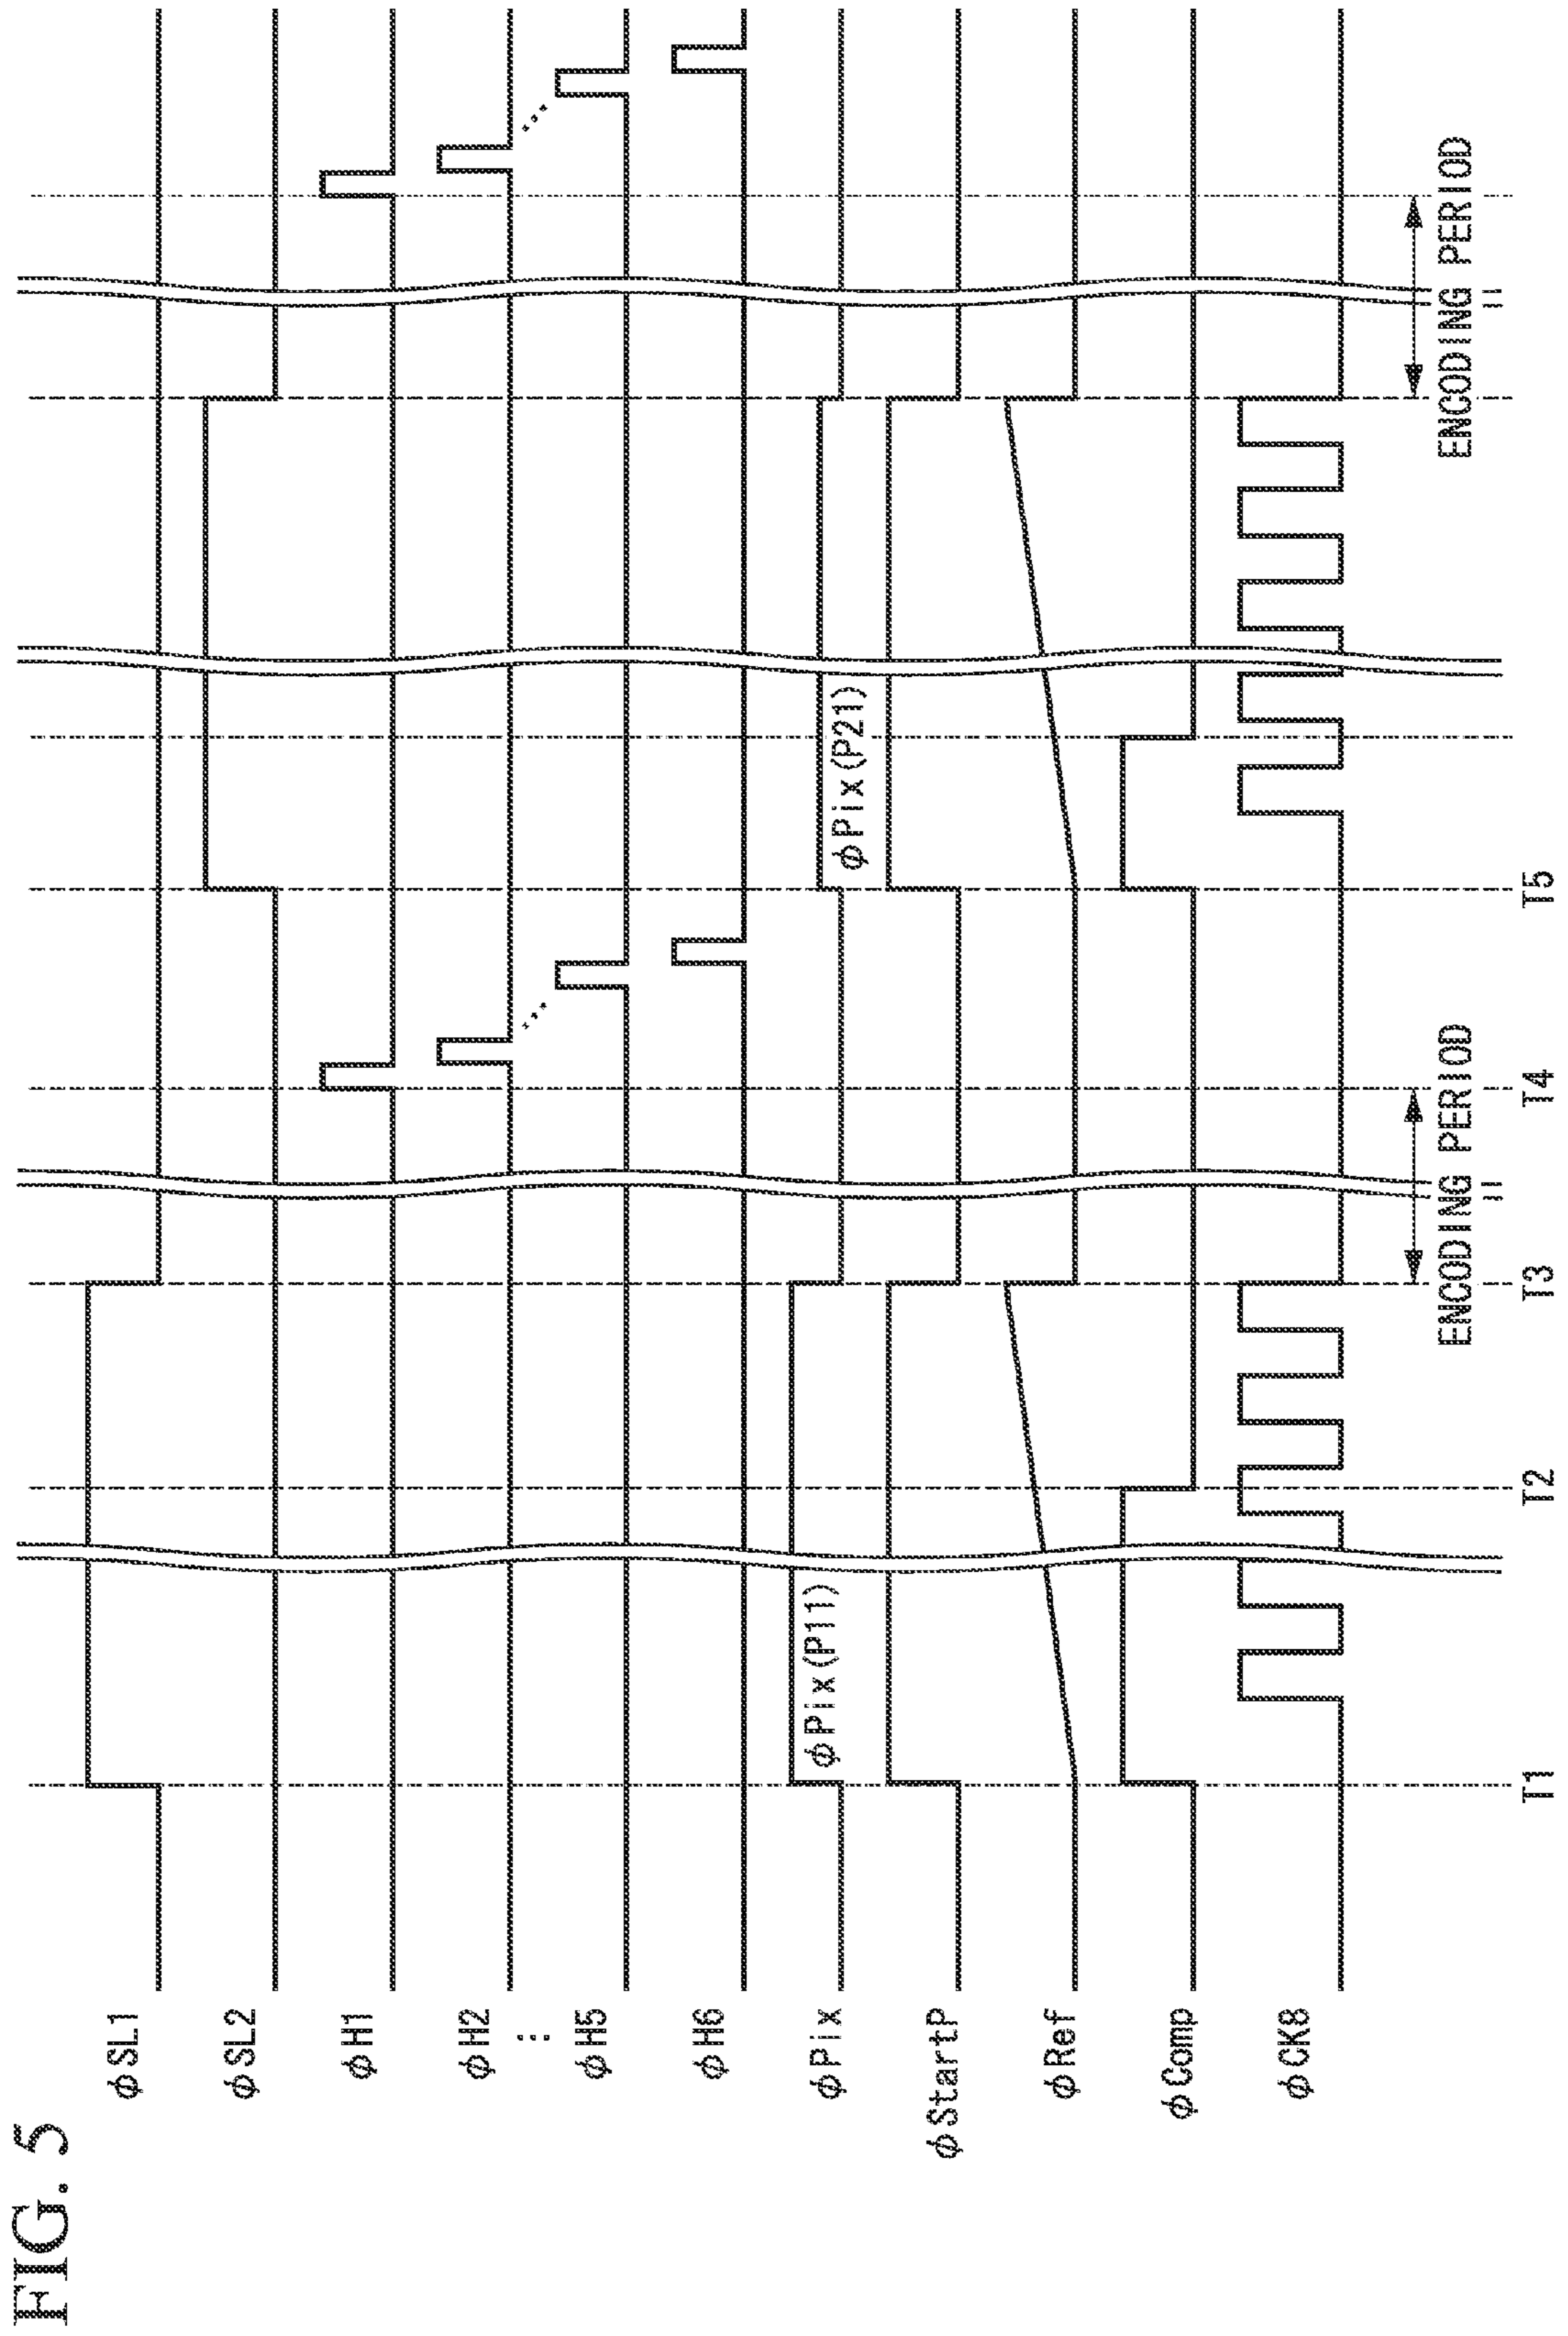 FIG. 5
φSL1
φSL2
φH1
φH2
⋮
φH5
φH6
φPix
φPix(P11)
φPix(P21)
φStartP
φRef
φComp
φCK8
ENCODING PERIOD
ENCODING PERIOD
T1
T2
T3
T4
T5